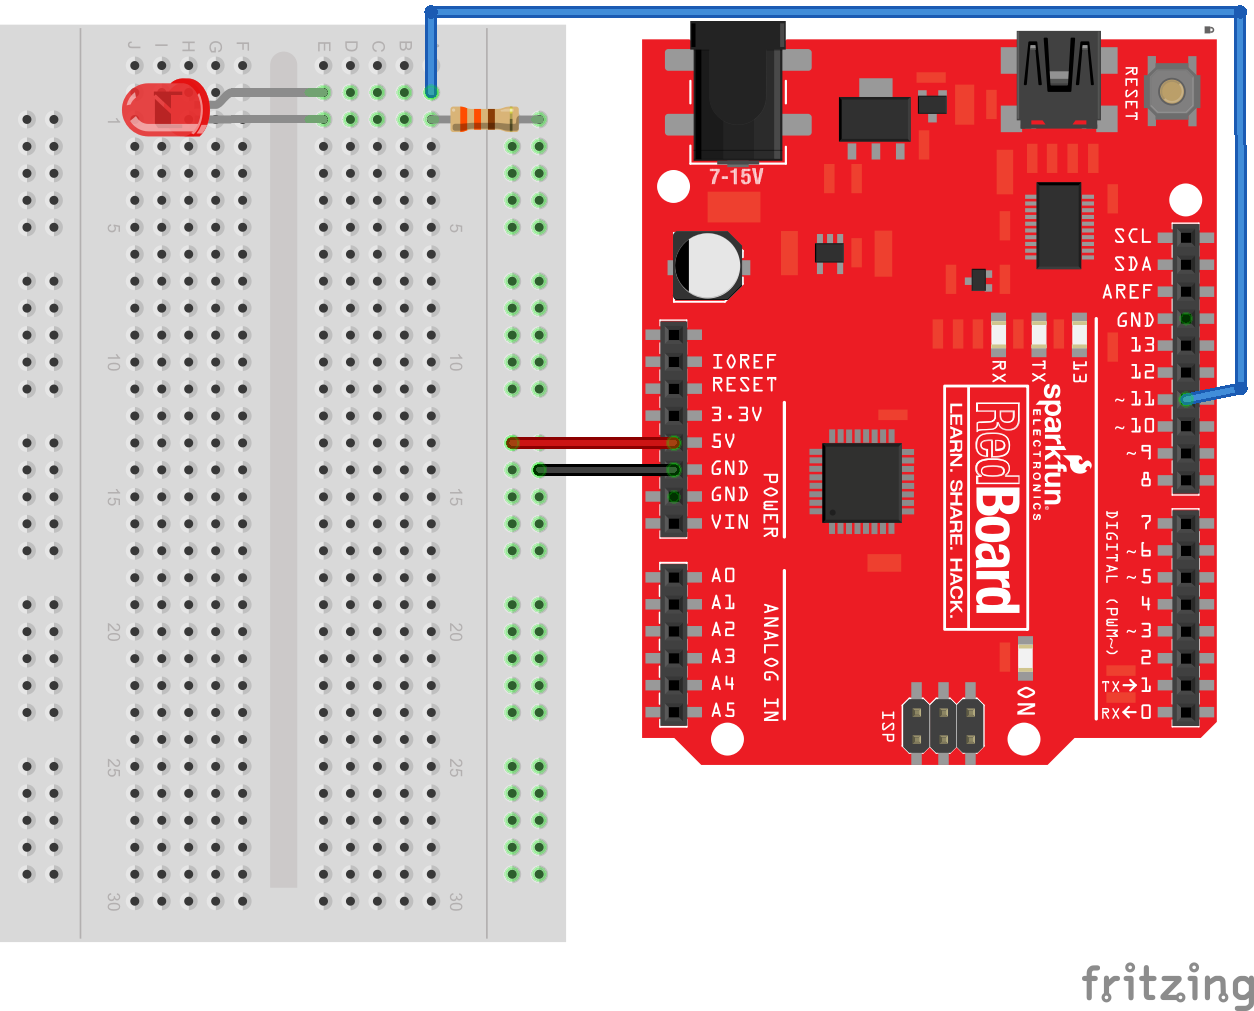 J I H G F E D C B
1
5 5
10 10
15 15
20 20
25 25
30 30
7-15V
RESET
SCL
SDA
AREF
GND
13
12
~11
~10
~9
8
RX TX 13
IOREF
RESET
3.3V
5V
GND
GND
VIN
POWER
A0
A1
A2
A3
A4
A5
ANALOG IN
sparkfun
ELECTRONICS
RedBoard
LEARN. SHARE. HACK.
7
~6
~5
4
~3
2
TX→1
RX←0
DIGITAL (PWM~)
ISP
ON
fritzing